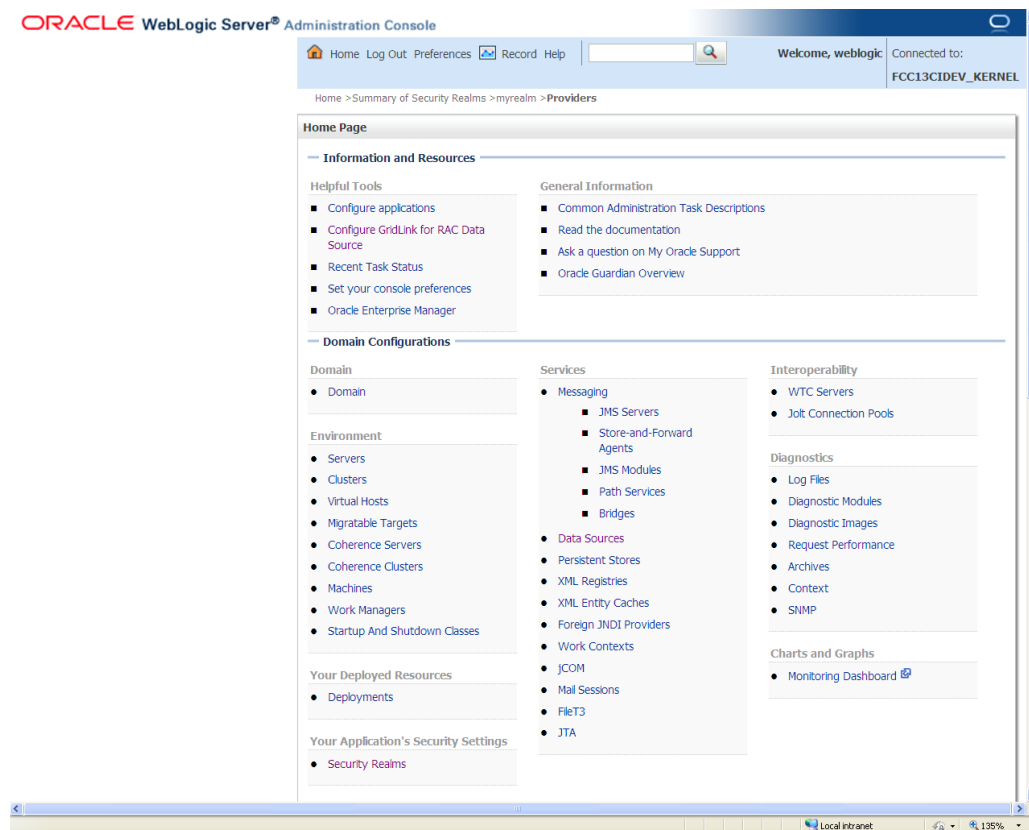 ORACLE WebLogic Server® Administration Console
Home Log Out Preferences Record Help
Welcome, weblogic
Connected to:
FCC13CIDEV_KERNEL
Home >Summary of Security Realms >myrealm >Providers
Home Page
Information and Resources
Helpful Tools
Configure applications
Configure GridLink for RAC Data
Source
Recent Task Status
Set your console preferences
Oracle Enterprise Manager
General Information
Common Administration Task Descriptions
Read the documentation
Ask a question on My Oracle Support
Oracle Guardian Overview
Domain Configurations
Domain
Domain
Environment
Servers
Clusters
Virtual Hosts
Migratable Targets
Coherence Servers
Coherence Clusters
Machines
Work Managers
Startup And Shutdown Classes
Your Deployed Resources
Deployments
Your Application's Security Settings
Security Realms
Services
Messaging
JMS Servers
Store-and-Forward
Agents
JMS Modules
Path Services
Bridges
Data Sources
Persistent Stores
XML Registries
XML Entity Caches
Foreign JNDI Providers
Work Contexts
jCOM
Mail Sessions
FileT3
JTA
Interoperability
WTC Servers
Jolt Connection Pools
Diagnostics
Log Files
Diagnostic Modules
Diagnostic Images
Request Performance
Archives
Context
SNMP
Charts and Graphs
Monitoring Dashboard
Local intranet
135%